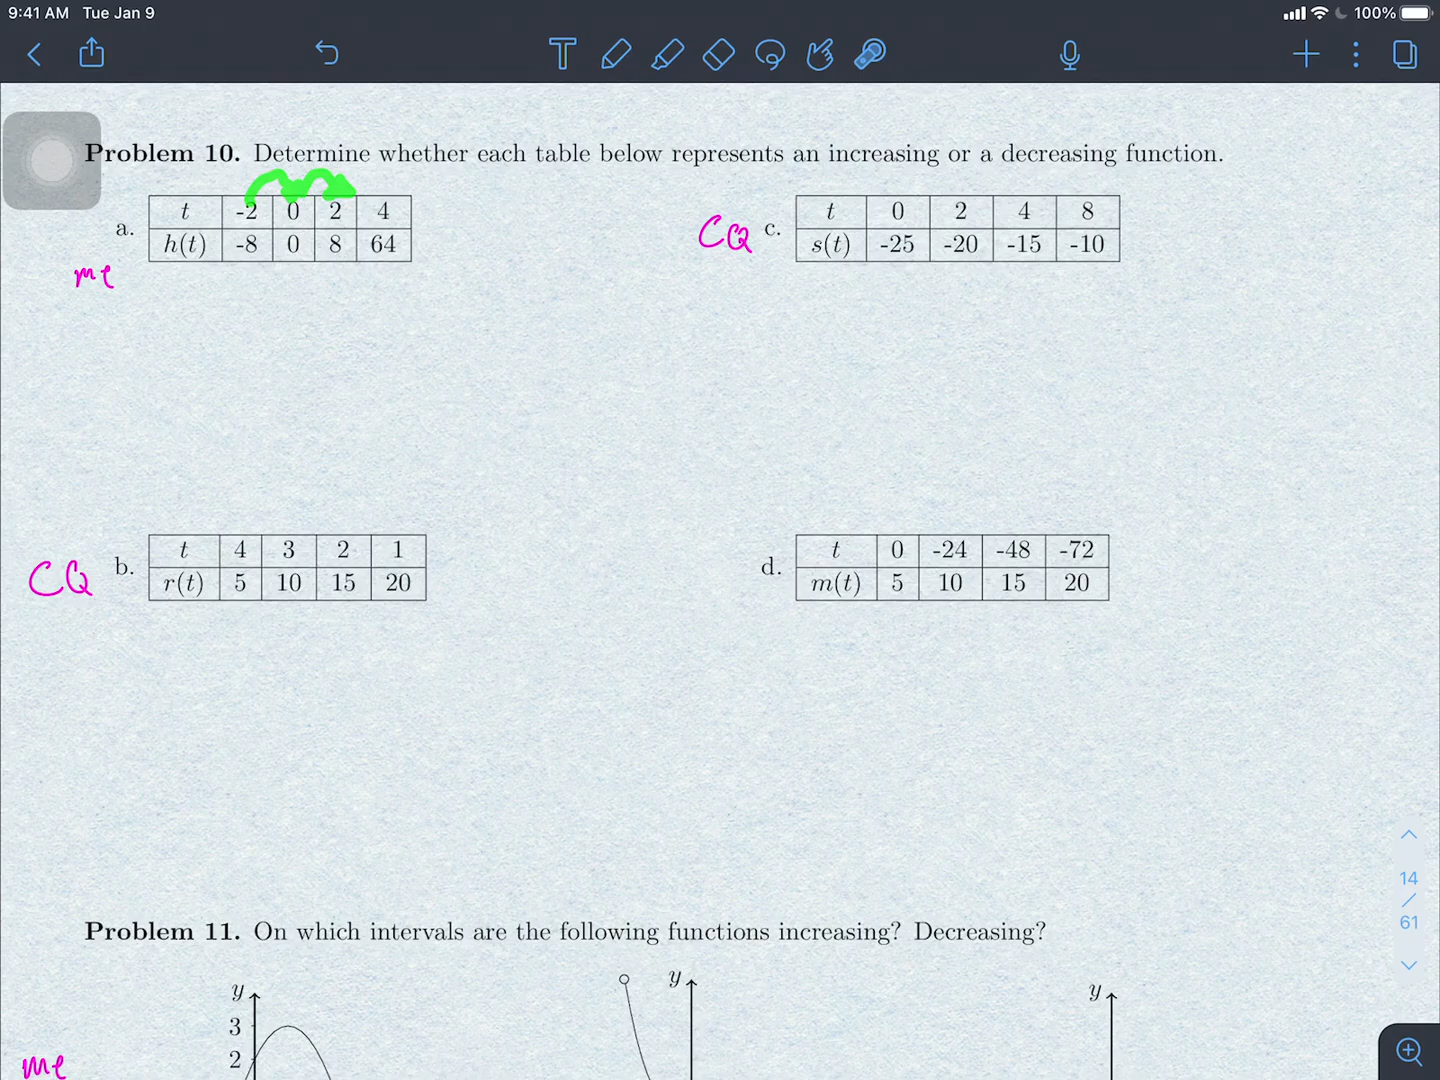 9:41 AM Tue Jan 9 100%
Problem 10. Determine whether each table below represents an increasing or a decreasing function.
a. t -2 0 2 4
h(t) -8 0 8 64
me
CQ c. t 0 2 4 8
s(t) -25 -20 -15 -10
CQ b. t 4 3 2 1
r(t) 5 10 15 20
d. t 0 -24 -48 -72
m(t) 5 10 15 20
14
/
61
Problem 11. On which intervals are the following functions increasing? Decreasing?
y
3
2
me
y
y